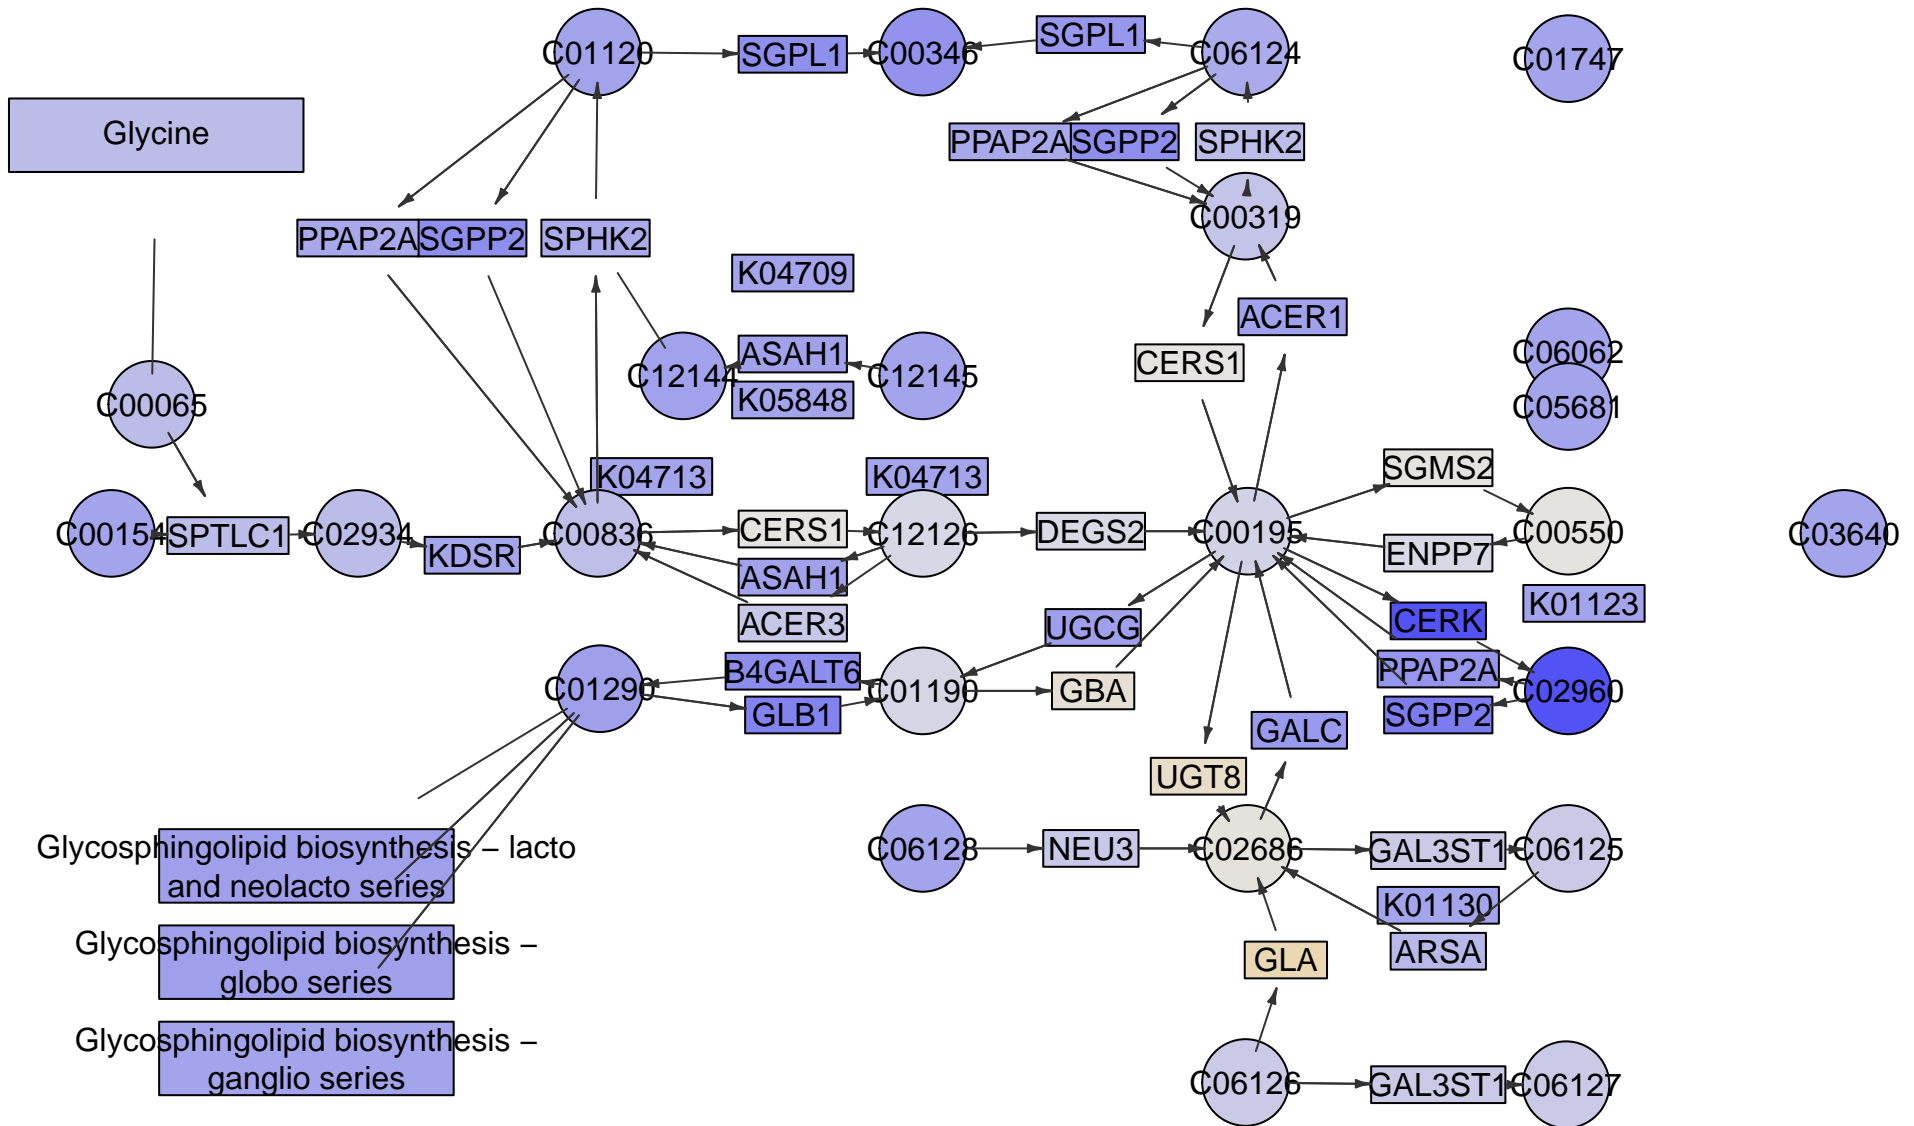 C01120
SGPL1
C00346
SGPL1
C06124
C01747
Glycine
PPAP2A
SGPP2
SPHK2
C00319
PPAP2A
SGPP2
SPHK2
K04709
ACER1
ASAH1
CERS1
C06062
C12144
C12145
K05848
C00065
C05681
K04713
K04713
SGMS2
C00154
SPTLC1
C02934
KDSR
C00836
CERS1
C12126
DEGS2
C00195
C00550
C03640
ENPP7
ASAH1
K01123
ACER3
UGCG
CERK
B4GALT6
PPAP2A
C01290
C01190
GBA
C02960
GLB1
SGPP2
GALC
UGT8
Glycosphingolipid biosynthesis – lacto
and neolacto series
C06128
NEU3
C02686
GAL3ST1
C06125
K01130
Glycosphingolipid biosynthesis –
globo series
GLA
ARSA
Glycosphingolipid biosynthesis –
ganglio series
C06126
GAL3ST1
C06127